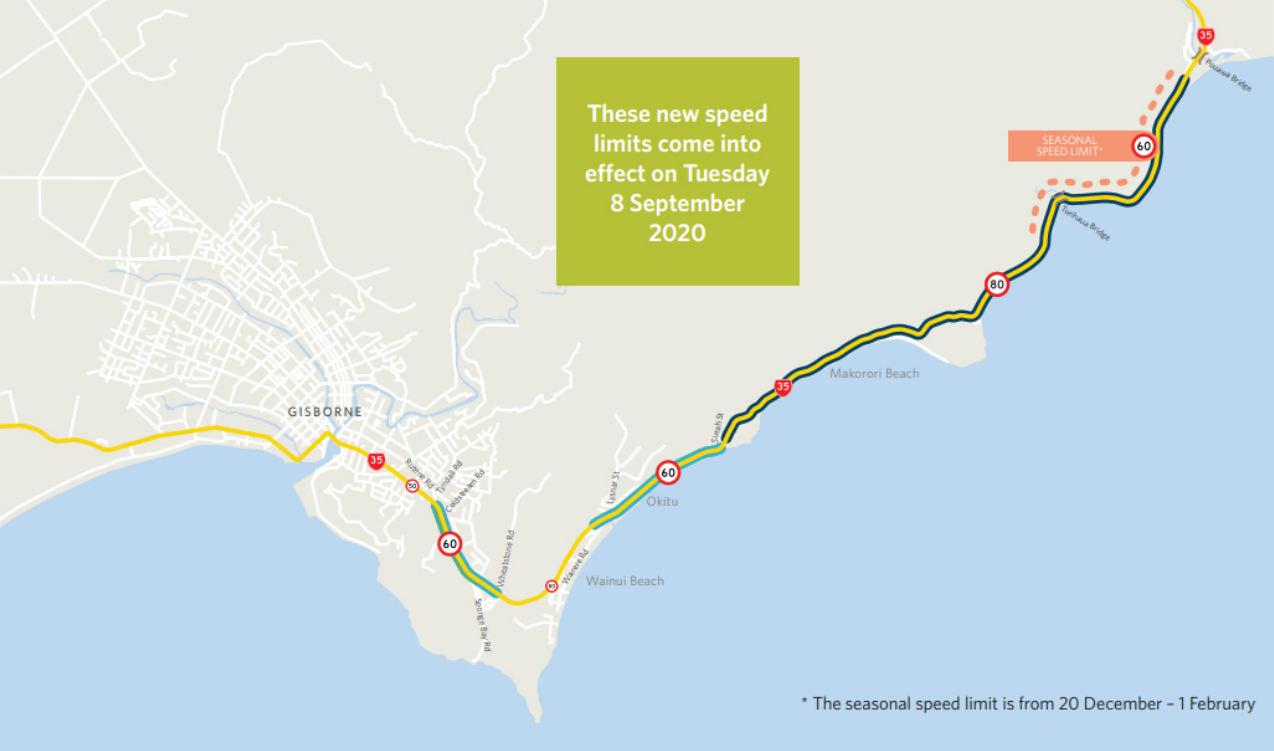 35
Pouawa Bridge
These new speed
limits come into
effect on Tuesday
8 September
2020
SEASONAL
SPEED LIMIT*
60
Turihaua Bridge
80
Makorori Beach
35
GISBORNE
Sirrah St
35
Rutene Rd
Tyndall Rd
Coldstream Rd
50
60
Lysnar St
Okitu
60
Wheatstone Rd
Wairere Rd
80
Wainui Beach
Sponge Bay Rd
* The seasonal speed limit is from 20 December – 1 February